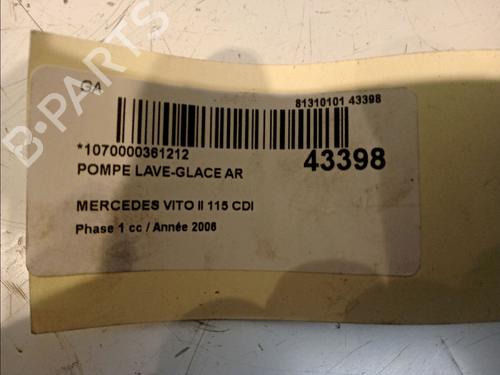 G4
81310101 43398
*1070000361212
43398
POMPE LAVE-GLACE AR
MERCEDES VITO II 115 CDI
Phase 1 cc / Année 2006
B-PARTS